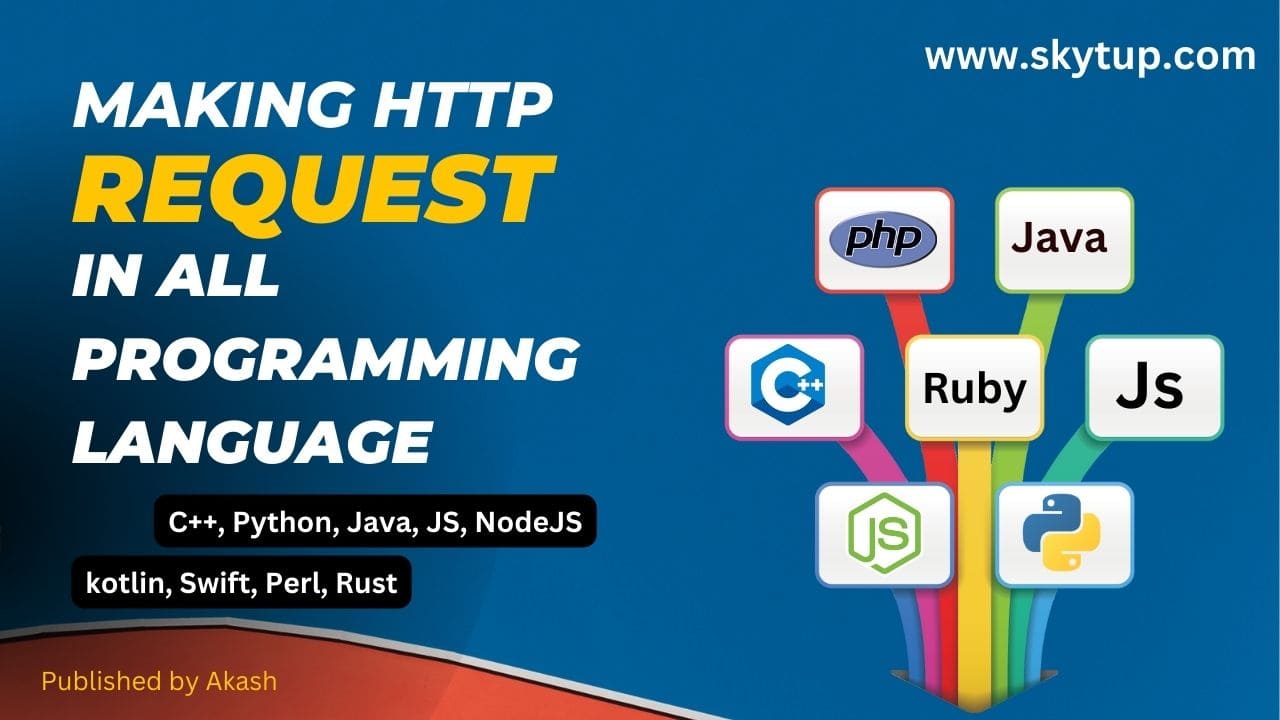 www.skytup.com
MAKING HTTP
REQUEST
IN ALL
PROGRAMMING
LANGUAGE
C++, Python, Java, JS, NodeJS
kotlin, Swift, Perl, Rust
Published by Akash
php
Java
C++
Ruby
Js
JS